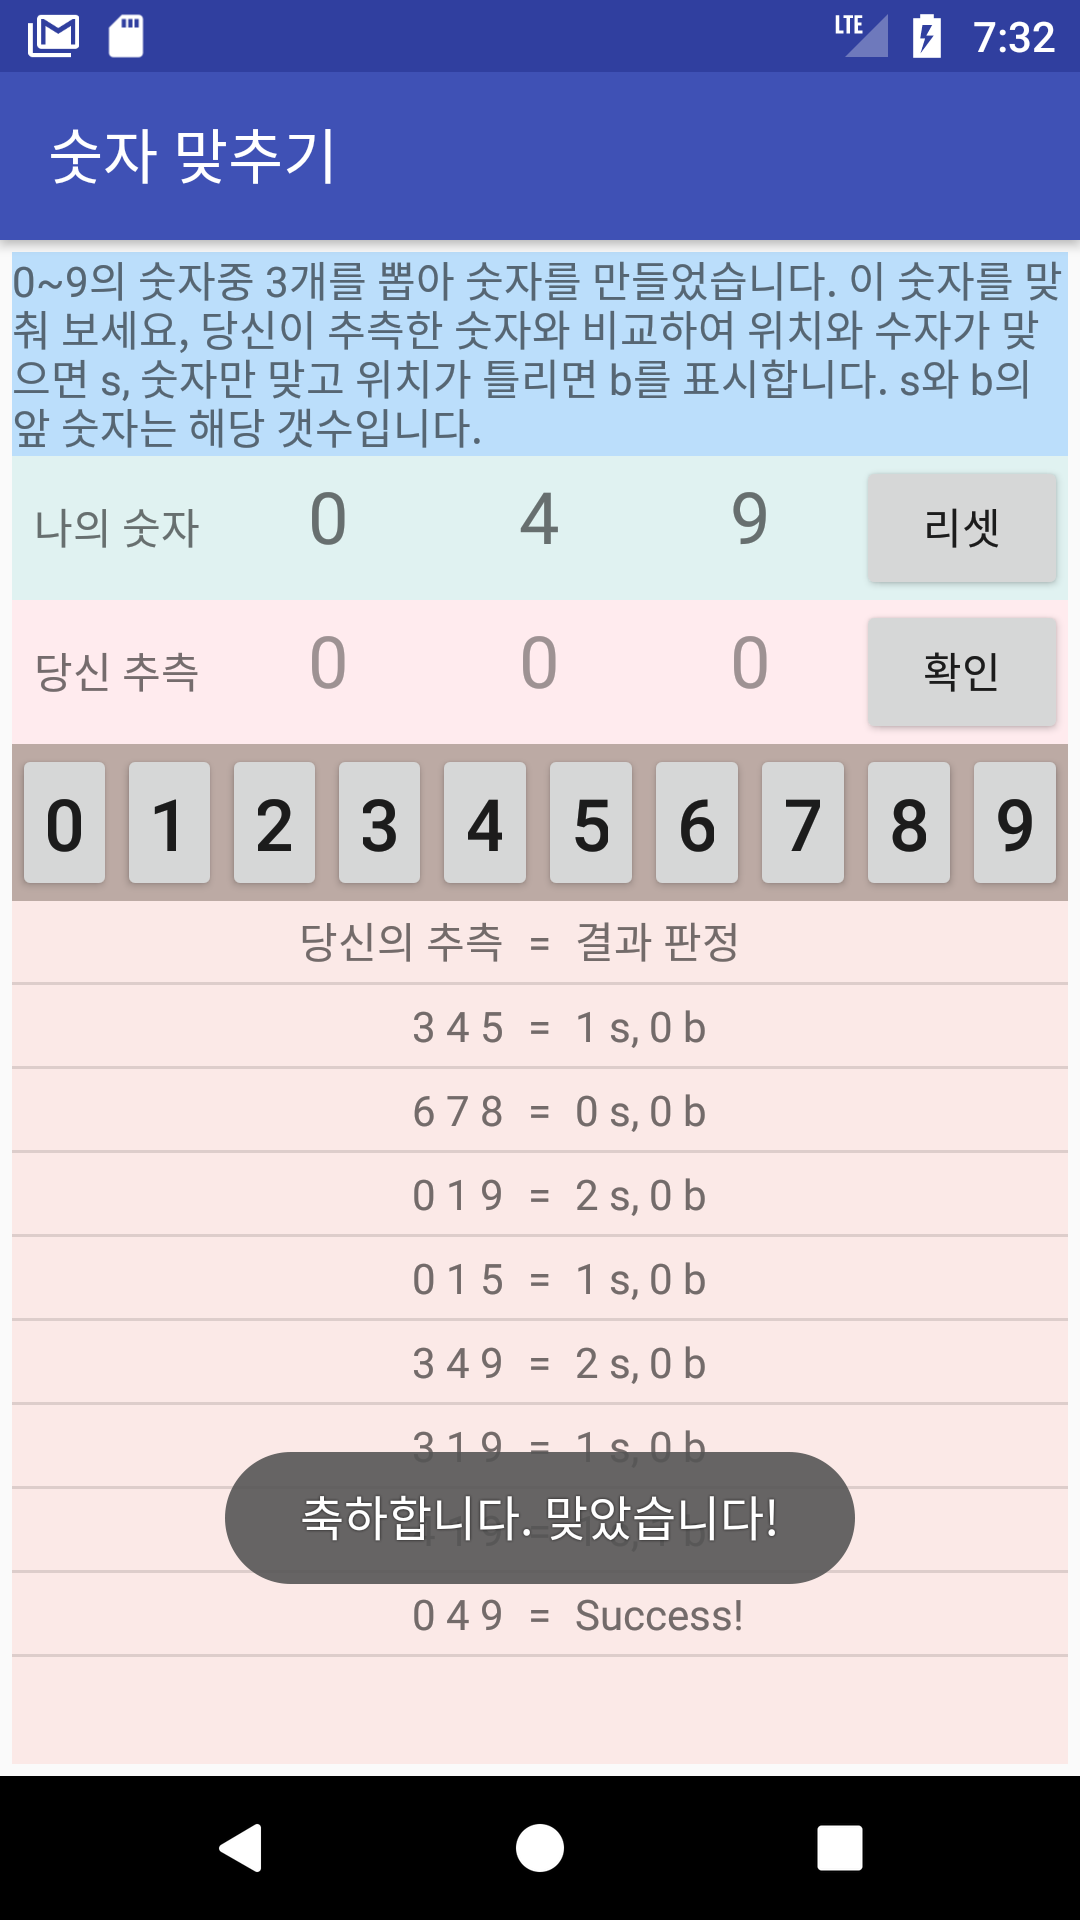 LTE 7:32
숫자 맞추기
0~9의 숫자중 3개를 뽑아 숫자를 만들었습니다. 이 숫자를 맞
춰 보세요, 당신이 추측한 숫자와 비교하여 위치와 수자가 맞
으면 s, 숫자만 맞고 위치가 틀리면 b를 표시합니다. s와 b의
앞 숫자는 해당 갯수입니다.
나의 숫자 0 4 9 리셋
당신 추측 0 0 0 확인
0 1 2 3 4 5 6 7 8 9
당신의 추측 = 결과 판정
3 4 5 = 1 s, 0 b
6 7 8 = 0 s, 0 b
0 1 9 = 2 s, 0 b
0 1 5 = 1 s, 0 b
3 4 9 = 2 s, 0 b
3 1 9 = 1 s, 0 b
축하합니다. 맞았습니다!
0 4 9 = Success!